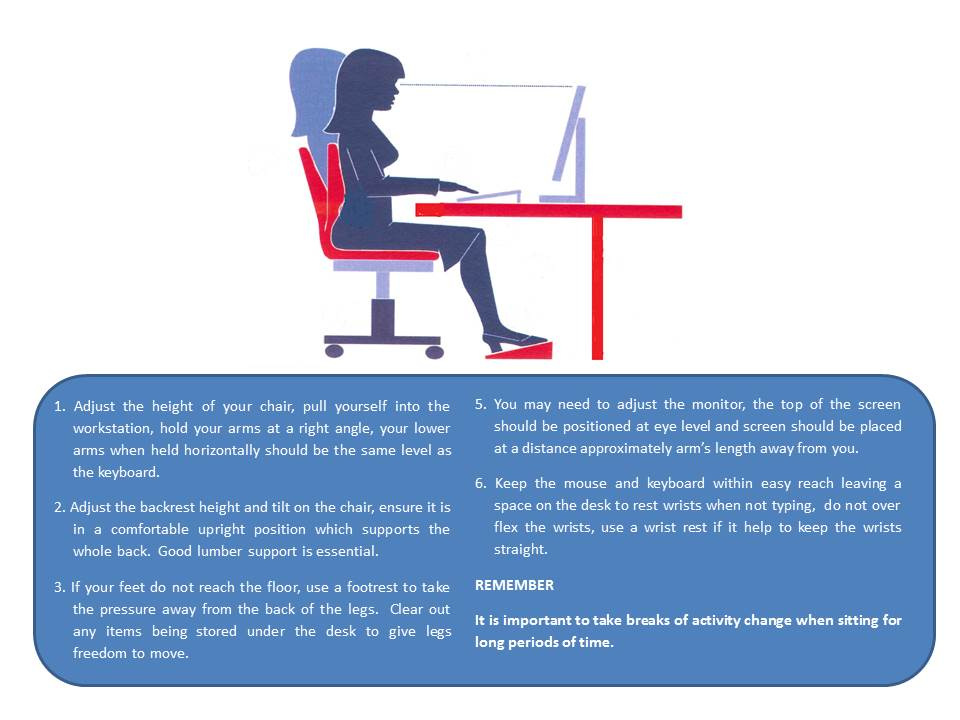 1. Adjust the height of your chair, pull yourself into the
workstation, hold your arms at a right angle, your lower
arms when held horizontally should be the same level as
the keyboard.
2. Adjust the backrest height and tilt on the chair, ensure it is
in a comfortable upright position which supports the
whole back. Good lumber support is essential.
3. If your feet do not reach the floor, use a footrest to take
the pressure away from the back of the legs. Clear out
any items being stored under the desk to give legs
freedom to move.
5. You may need to adjust the monitor, the top of the screen
should be positioned at eye level and screen should be placed
at a distance approximately arm’s length away from you.
6. Keep the mouse and keyboard within easy reach leaving a
space on the desk to rest wrists when not typing, do not over
flex the wrists, use a wrist rest if it help to keep the wrists
straight.
REMEMBER
It is important to take breaks of activity change when sitting for
long periods of time.